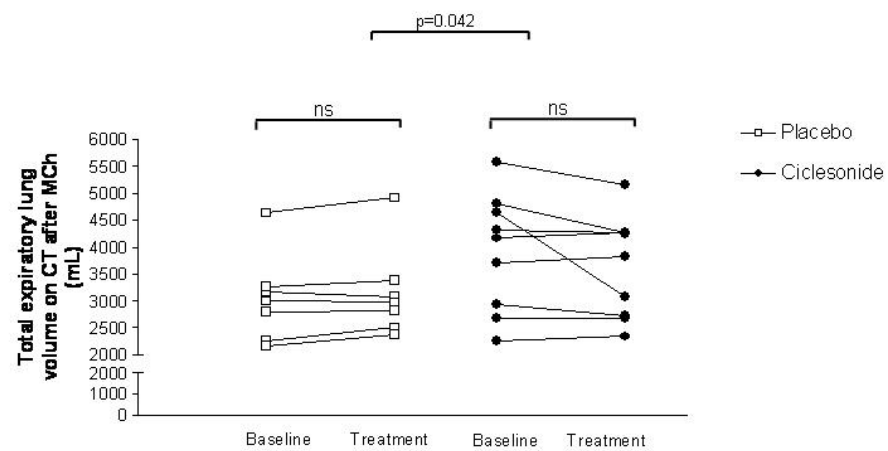 p=0.042
ns
ns
Placebo
Ciclesonide
Total expiratory lung
volume on CT after MCh
(mL)
6000
5500
5000
4500
4000
3500
3000
2500
2000
2000
1000
0
Baseline Treatment Baseline Treatment